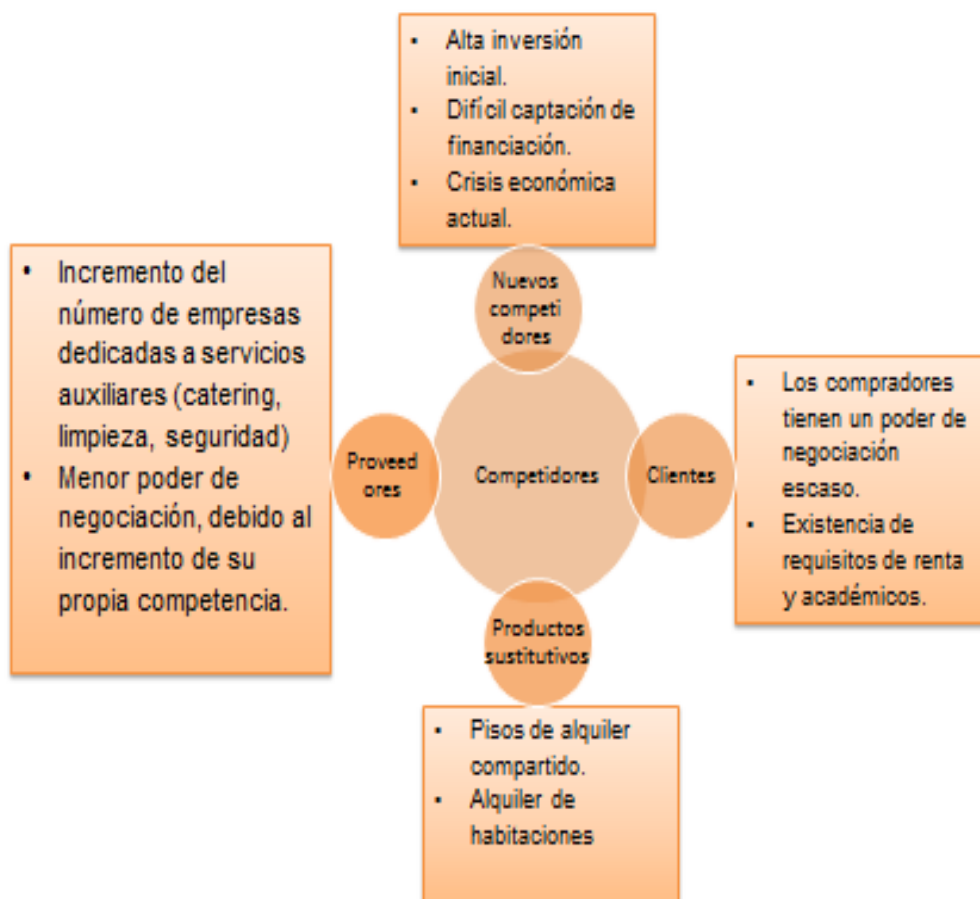 ▪ Alta inversión
inicial.
▪ Difícil captación de
financiación.
▪ Crisis económica
actual.
Nuevos
competi
dores
• Incremento del
número de empresas
dedicadas a servicios
auxiliares (catering,
limpieza, seguridad)
• Menor poder de
negociación, debido al
incremento de su
propia competencia.
Proveed
ores
Competidores
Clientes
▪ Los compradores
tienen un poder de
negociación
escaso.
▪ Existencia de
requisitos de renta
y académicos.
Productos
sustitutivos
▪ Pisos de alquiler
compartido.
▪ Alquiler de
habitaciones